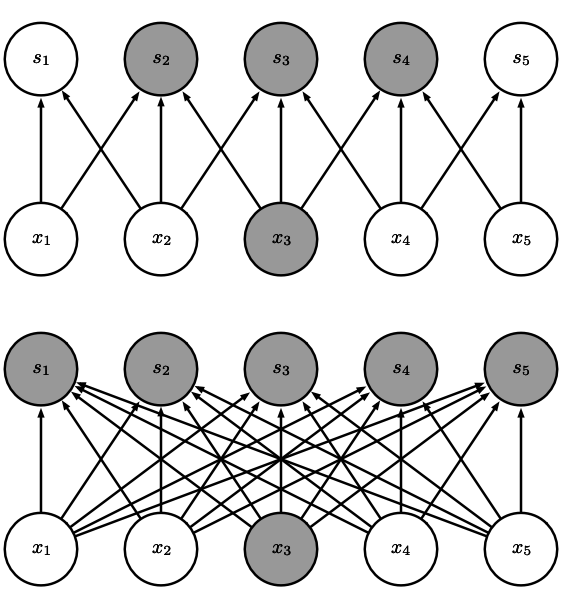 s₁ s₂ s₃ s₄ s₅
x₁ x₂ x₃ x₄ x₅
s₁ s₂ s₃ s₄ s₅
x₁ x₂ x₃ x₄ x₅